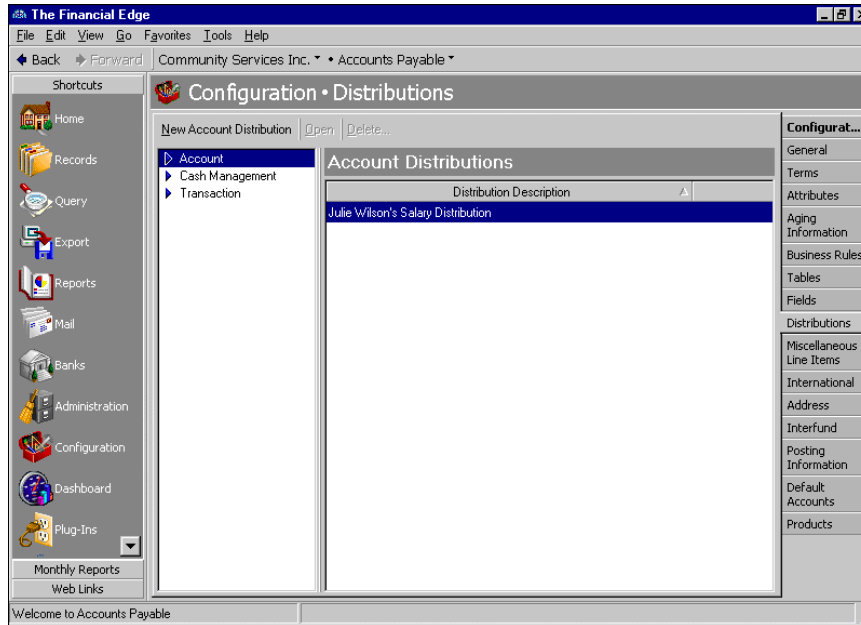 The Financial Edge
File Edit View Go Favorites Tools Help
Back Forward Community Services Inc. • Accounts Payable
Shortcuts
Home
Records
Query
Export
Reports
Mail
Banks
Administration
Configuration
Dashboard
Plug-Ins
Monthly Reports
Web Links
Configuration • Distributions
New Account Distribution Open Delete...
Account
Cash Management
Transaction
Account Distributions
Distribution Description
Julie Wilson's Salary Distribution
Configurat...
General
Terms
Attributes
Aging
Information
Business Rules
Tables
Fields
Distributions
Miscellaneous
Line Items
International
Address
Interfund
Posting
Information
Default
Accounts
Products
Welcome to Accounts Payable